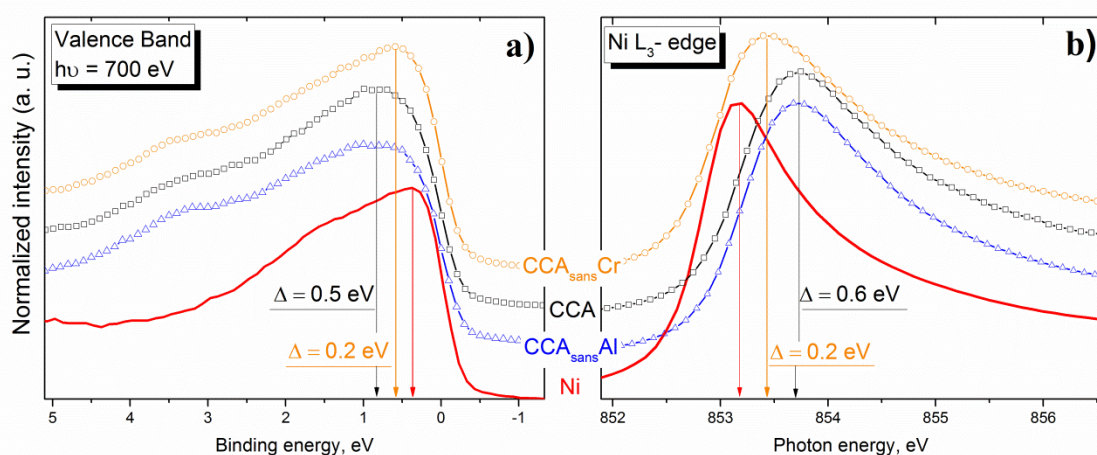 Normalized intensity (a. u.)
Valence Band
hυ = 700 eV
a)
Δ = 0.5 eV
Δ = 0.2 eV
5 4 3 2 1 0 -1
Binding energy, eV
CCAsansCr
CCA
CCAsansAl
Ni
Ni L3- edge
b)
Δ = 0.6 eV
Δ = 0.2 eV
852 853 854 855 856
Photon energy, eV